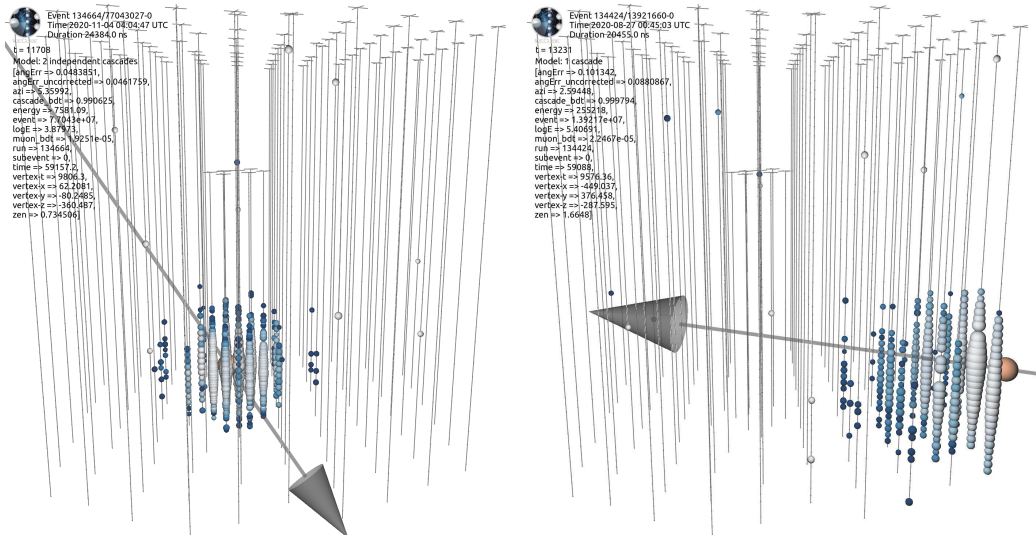 Event 134664/77043027-0
Time 2020-11-04 04:04:47 UTC
Duration 24384.0 ns
t = 11708
Model: 2 independent cascades
[angErr => 0.0483851,
angErr_uncorrected => 0.0461759,
azi => 5.35992,
cascade_bdt => 0.990625,
energy => 7581.09,
event => 7.7043e+07,
logE => 3.87973,
muon_bdt => 1.9251e-05,
run => 134664,
subevent => 0,
time => 59157.2,
vertex-t => 9806.3,
vertex-x => 62.2081,
vertex-y => -80.2485,
vertex-z => -360.487,
zen => 0.734506]
Event 134424/13921660-0
Time 2020-08-27 00:45:03 UTC
Duration 20455.0 ns
t = 13231
Model: 1 cascade
[angErr => 0.101342,
angErr_uncorrected => 0.0880867,
azi => 2.59448,
cascade_bdt => 0.999794,
energy => 255218,
event => 1.39217e+07,
logE => 5.40691,
muon_bdt => 2.2467e-05,
run => 134424,
subevent => 0,
time => 59088,
vertex-t => 9576.36,
vertex-x => -449.037,
vertex-y => 376.458,
vertex-z => -287.595,
zen => 1.6648]